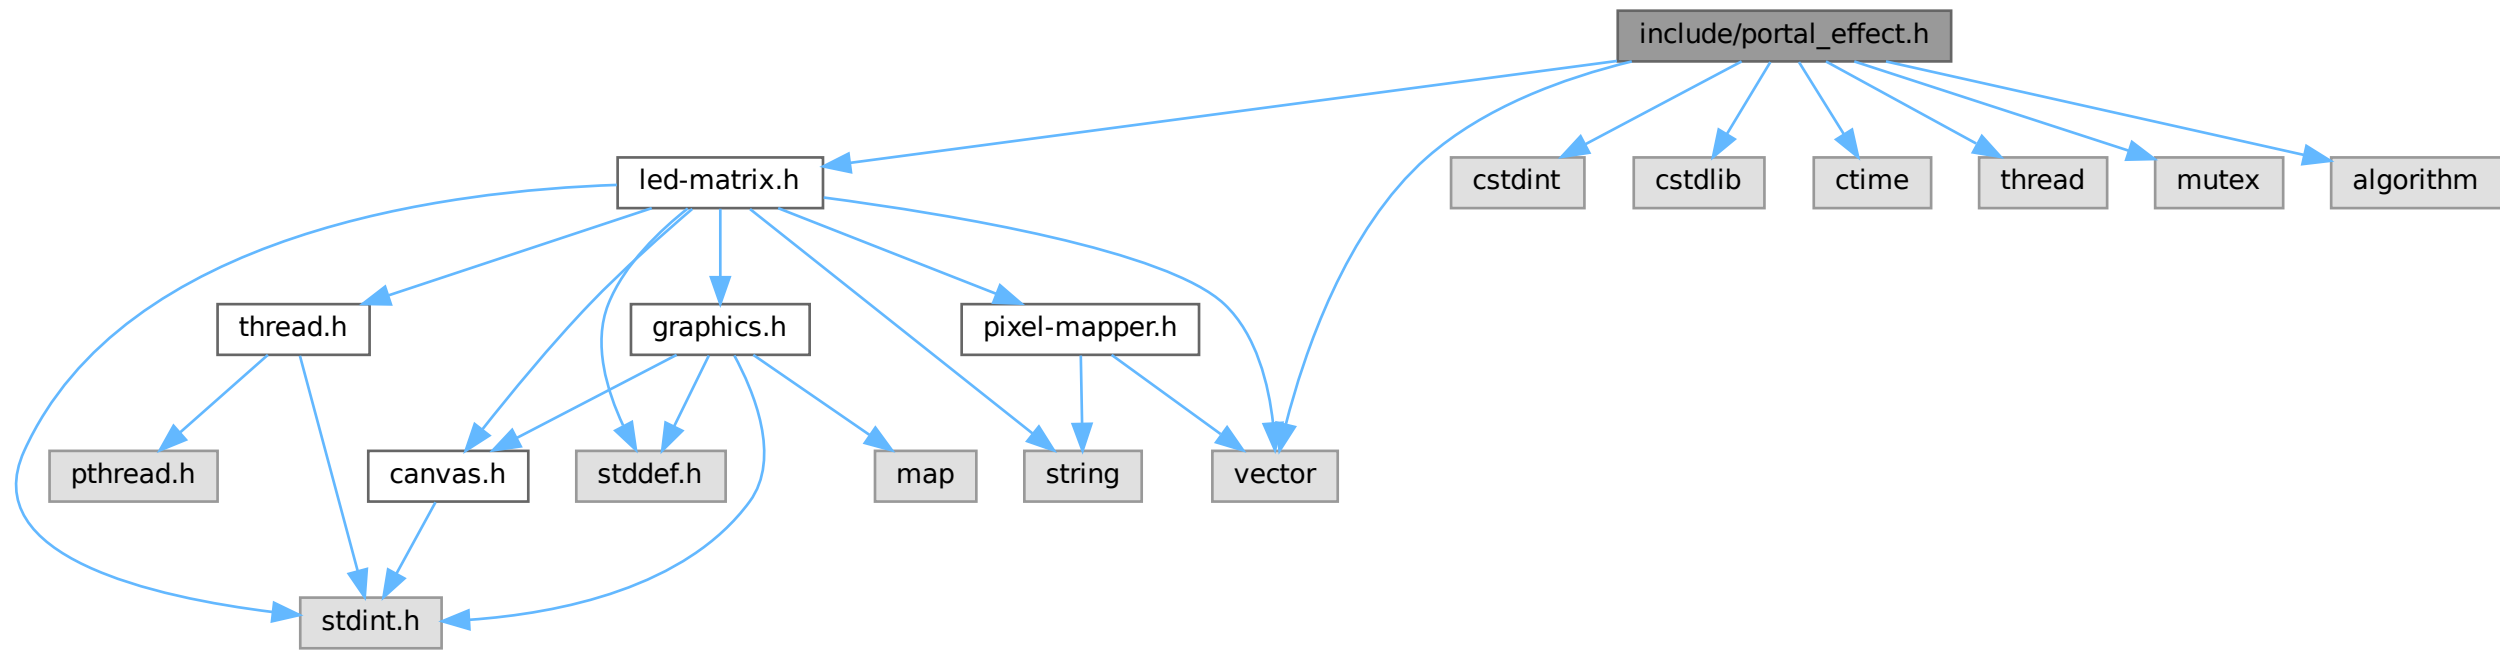 include/portal_effect.h
led-matrix.h
cstdint
cstdlib
ctime
thread
mutex
algorithm
thread.h
graphics.h
pixel-mapper.h
pthread.h
canvas.h
stddef.h
map
string
vector
stdint.h